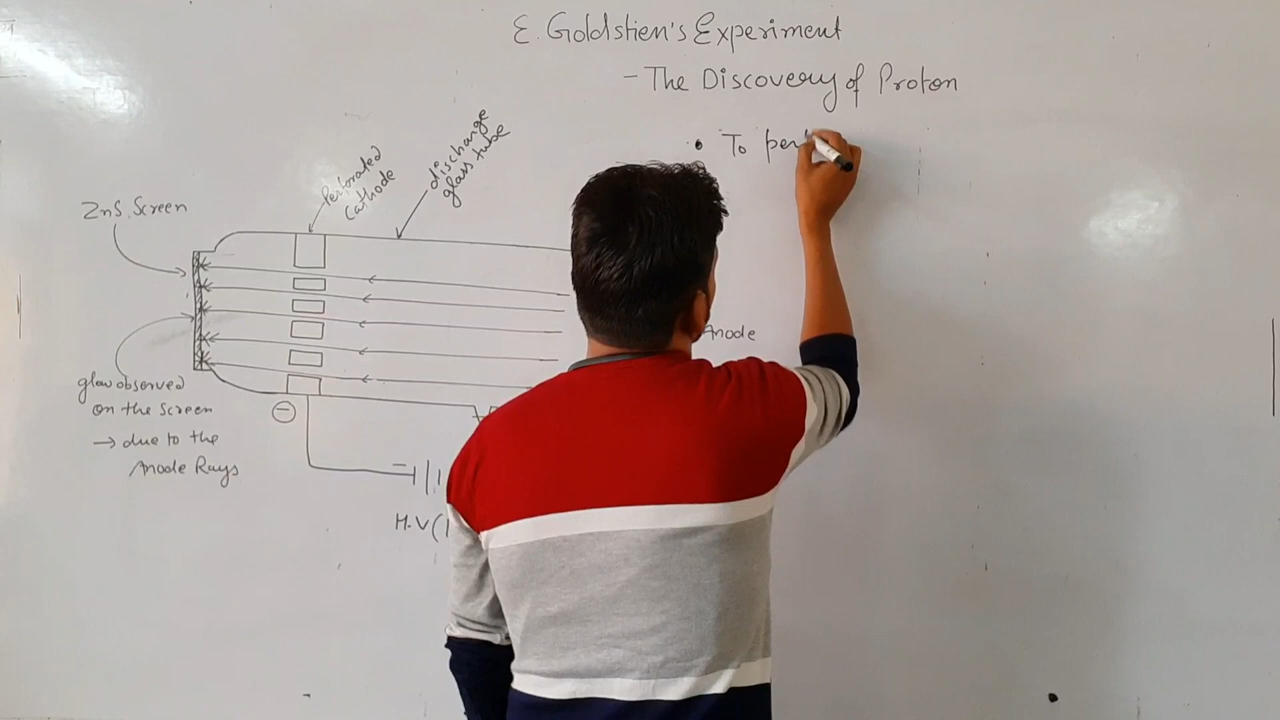 E. Goldstien's Experiment
- The Discovery of Proton
• To per
Perforated
Cathode
discharge
glass tube
ZnS Screen
Anode
glow observed
on the screen
→ due to the
Anode Rays
H.V(